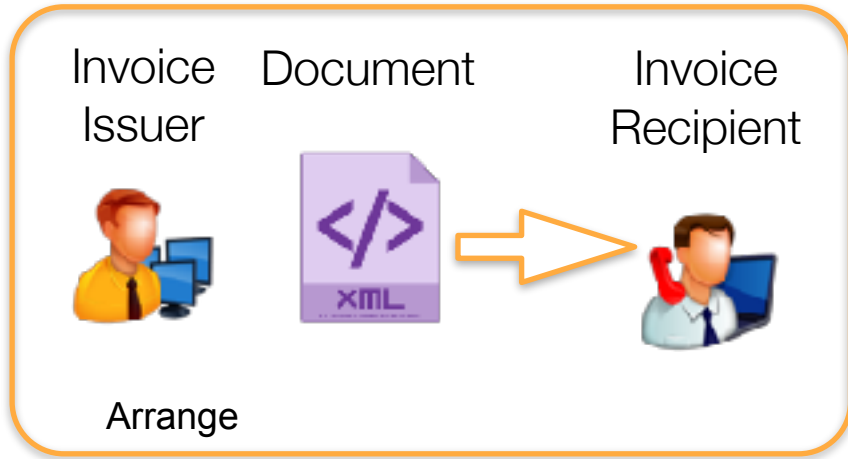 Invoice
Issuer
Document
Invoice
Recipient
</>
XML
Arrange